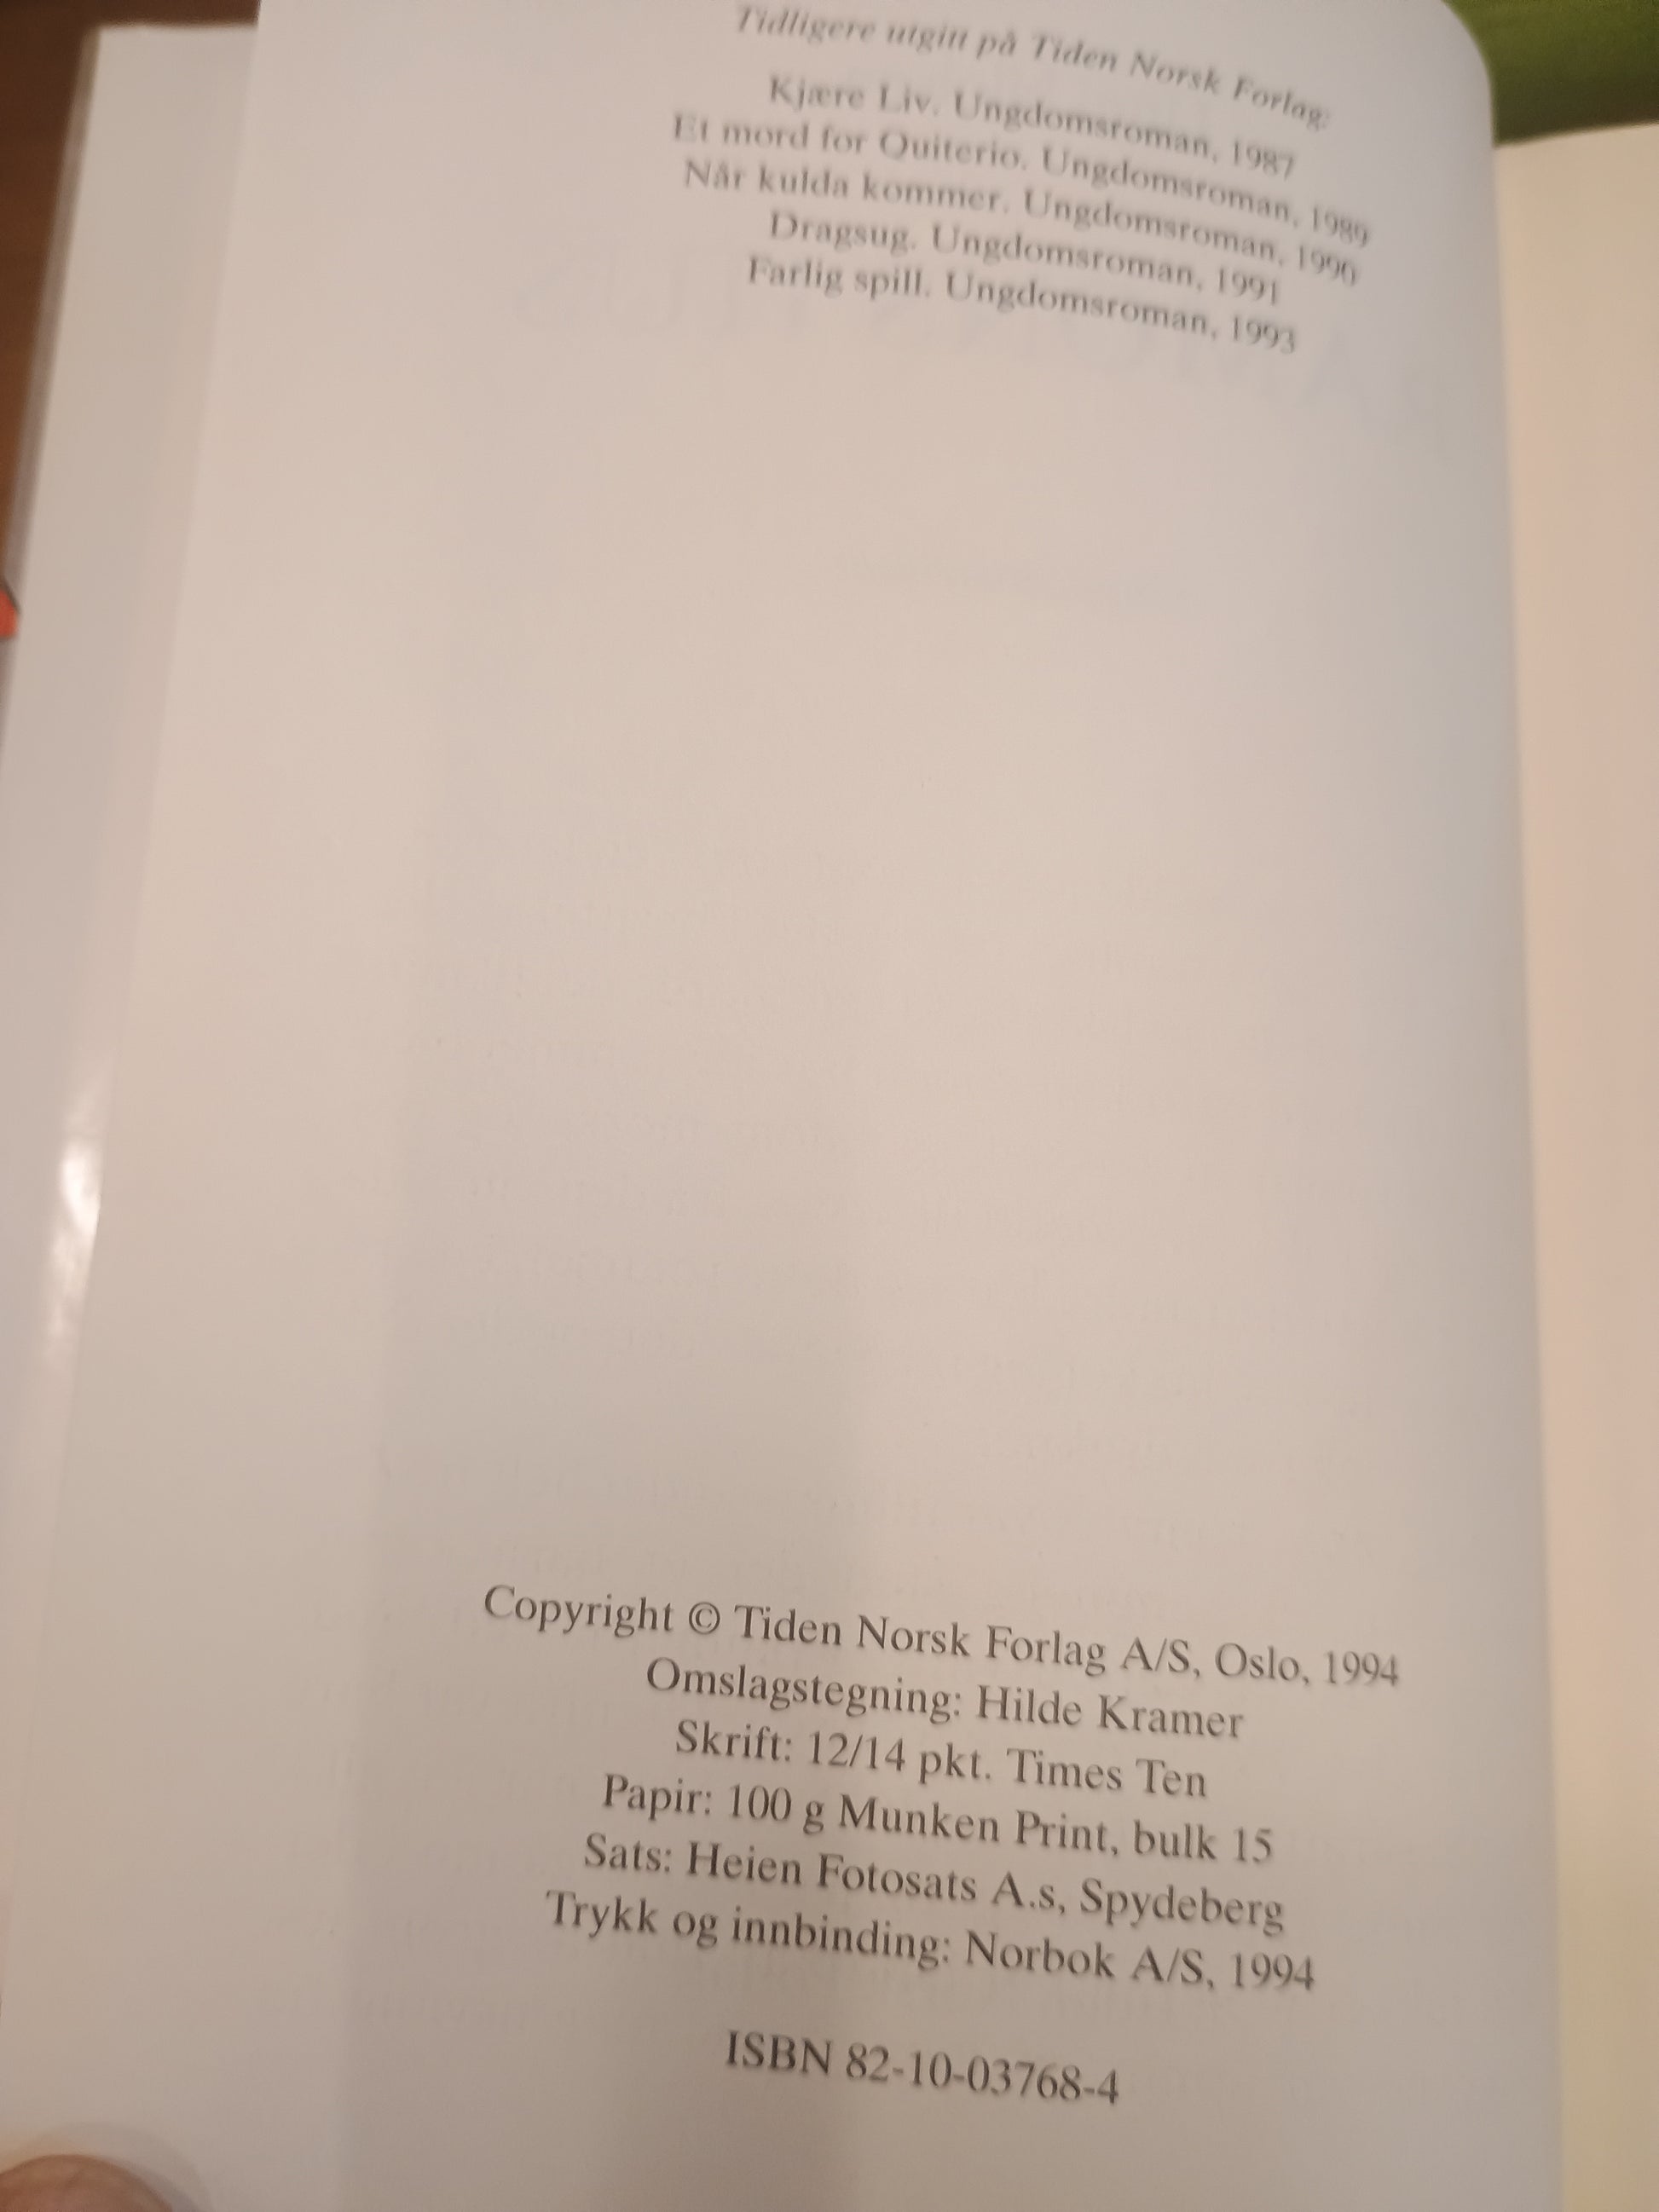 Tidligere utgitt på Tiden Norsk Forlag:
Kjære Liv. Ungdomsroman, 1987
Et mord for Quiterio. Ungdomsroman, 1989
Når kulda kommer. Ungdomsroman, 1990
Dragsug. Ungdomsroman, 1991
Farlig spill. Ungdomsroman, 1993
Copyright © Tiden Norsk Forlag A/S, Oslo, 1994
Omslagstegning: Hilde Kramer
Skrift: 12/14 pkt. Times Ten
Papir: 100 g Munken Print, bulk 15
Sats: Heien Fotosats A.s, Spydeberg
Trykk og innbinding: Norbok A/S, 1994
ISBN 82-10-03768-4